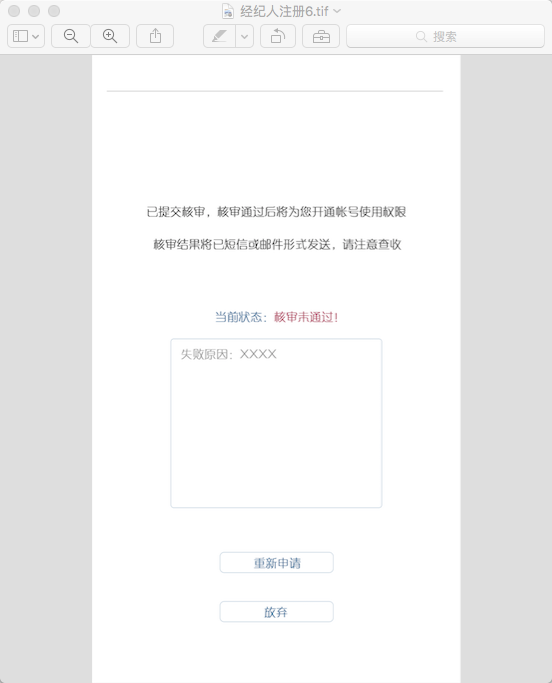 经纪人注册6.tif
搜索
已提交核审，核审通过后将为您开通帐号使用权限
核审结果将已短信或邮件形式发送，请注意查收
当前状态：核审未通过！
失败原因：XXXX
重新申请
放弃